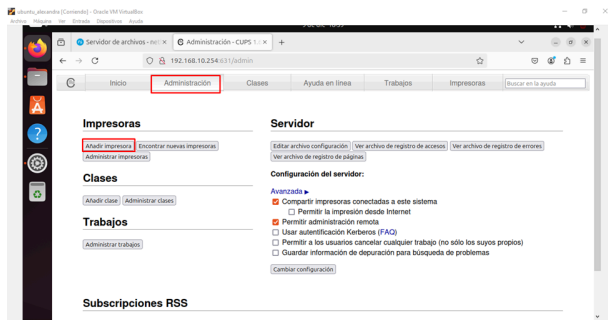 ubuntu_alexandra [Corriendo] - Oracle VM VirtualBox
Archivo Máquina Ver Entrada Dispositivos Ayuda
Servidor de archivos - ne
Administración - CUPS 1.
192.168.10.254:631/admin
Inicio Administración Clases Ayuda en línea Trabajos Impresoras Buscar en la ayuda
Impresoras
Añadir impresora Encontrar nuevas impresoras
Administrar impresoras
Clases
Añadir clase Administrar clases
Trabajos
Administrar trabajos
Servidor
Editar archivo configuración Ver archivo de registro de accesos Ver archivo de registro de errores
Ver archivo de registro de páginas
Configuración del servidor:
Avanzada ▶
Compartir impresoras conectadas a este sistema
Permitir la impresión desde Internet
Permitir administración remota
Usar autentificación Kerberos (FAQ)
Permitir a los usuarios cancelar cualquier trabajo (no sólo los suyos propios)
Guardar información de depuración para búsqueda de problemas
Cambiar configuración
Subscripciones RSS